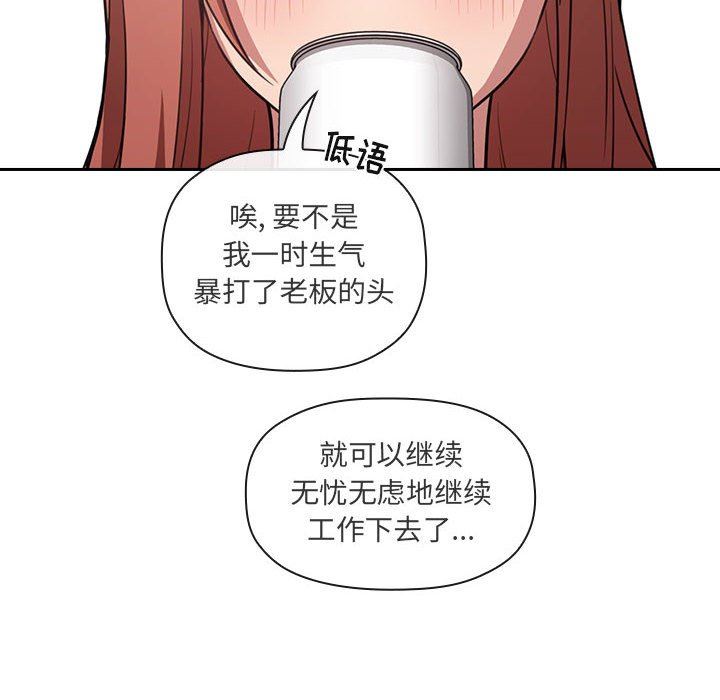 低语
唉, 要不是
我一时生气
暴打了老板的头
就可以继续
无忧无虑地继续
工作下去了...